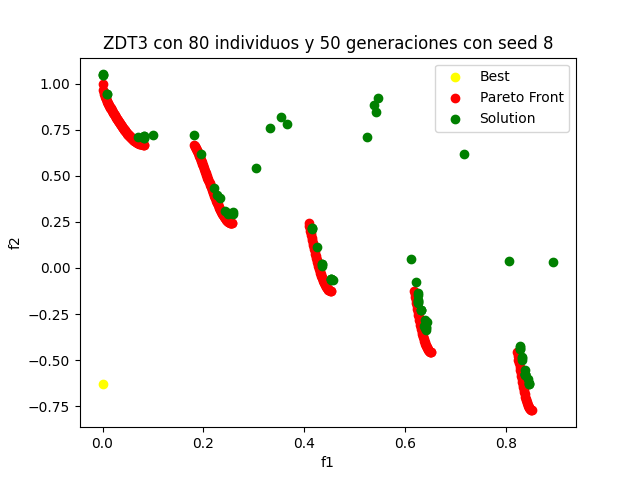 ZDT3 con 80 individuos y 50 generaciones con seed 8
Best
Pareto Front
Solution
1.00
0.75
0.50
0.25
0.00
−0.25
−0.50
−0.75
f2
0.0 0.2 0.4 0.6 0.8
f1